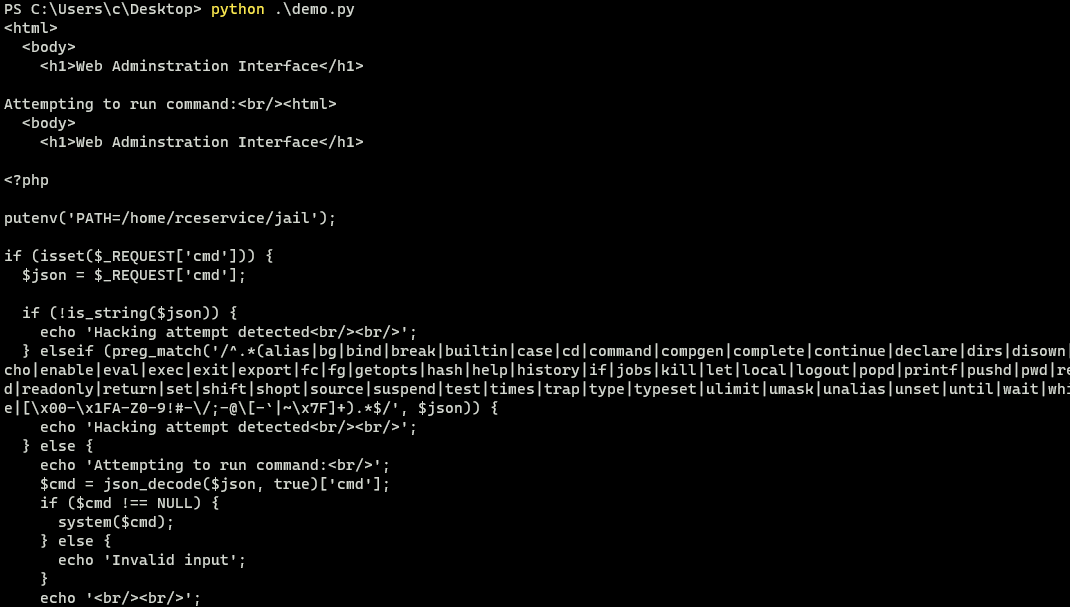 PS C:\Users\c\Desktop> python .\demo.py
<html>
  <body>
    <h1>Web Adminstration Interface</h1>

Attempting to run command:<br/><html>
  <body>
    <h1>Web Adminstration Interface</h1>

<?php

putenv('PATH=/home/rceservice/jail');

if (isset($_REQUEST['cmd'])) {
  $json = $_REQUEST['cmd'];

  if (!is_string($json)) {
    echo 'Hacking attempt detected<br/><br/>';
  } elseif (preg_match('/^.*(alias|bg|bind|break|builtin|case|cd|command|compgen|complete|continue|declare|dirs|disown|
cho|enable|eval|exec|exit|export|fc|fg|getopts|hash|help|history|if|jobs|kill|let|local|logout|popd|printf|pushd|pwd|re
d|readonly|return|set|shift|shopt|source|suspend|test|times|trap|type|typeset|ulimit|umask|unalias|unset|until|wait|whi
e|[\x00-\x1FA-Z0-9!#-\/;-@\[-`|~\x7F]+).*$/', $json)) {
    echo 'Hacking attempt detected<br/><br/>';
  } else {
    echo 'Attempting to run command:<br/>';
    $cmd = json_decode($json, true)['cmd'];
    if ($cmd !== NULL) {
      system($cmd);
    } else {
      echo 'Invalid input';
    }
    echo '<br/><br/>';